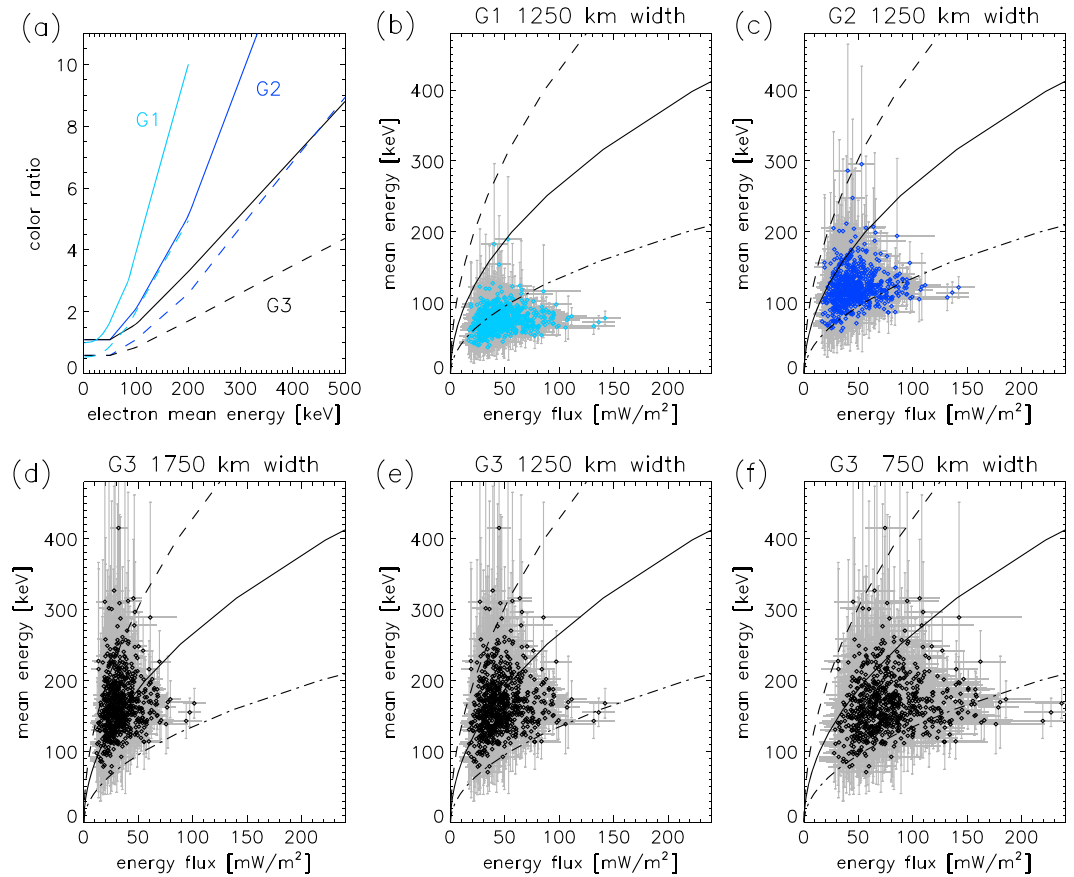 (a)
10
8
6
4
2
0
color ratio
G1
G2
G3
0 100 200 300 400 500
electron mean energy [keV]
(b) G1 1250 km width
400
300
200
100
0
mean energy [keV]
0 50 100 150 200
energy flux [mW/m²]
(c) G2 1250 km width
400
300
200
100
0
mean energy [keV]
0 50 100 150 200
energy flux [mW/m²]
(d) G3 1750 km width
400
300
200
100
0
mean energy [keV]
0 50 100 150 200
energy flux [mW/m²]
(e) G3 1250 km width
400
300
200
100
0
mean energy [keV]
0 50 100 150 200
energy flux [mW/m²]
(f) G3 750 km width
400
300
200
100
0
mean energy [keV]
0 50 100 150 200
energy flux [mW/m²]